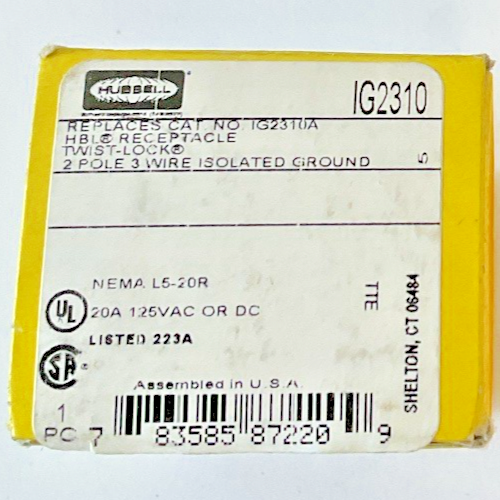 HUBBELL
IG2310
REPLACES CAT. NO. IG2310A
HBL® RECEPTACLE
TWIST-LOCK®
2 POLE 3 WIRE ISOLATED GROUND
5
NEMA L5-20R
20A 125VAC OR DC
LISTED 223A
UL
SA
TTE
SHELTON, CT 06484
Assembled in U.S.A.
1
PC
7 83585 87220 9